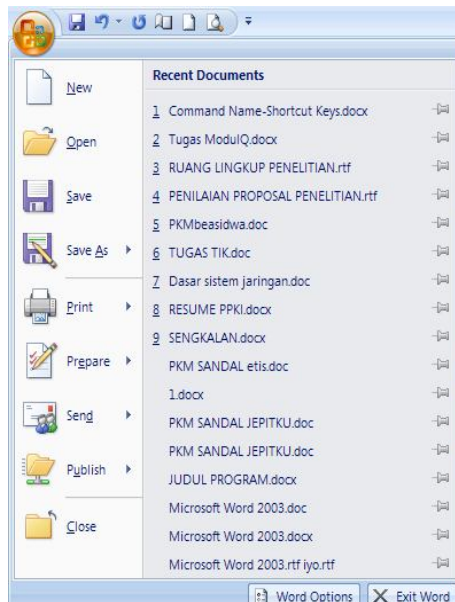 New
Open
Save
Save As
Print
Prepare
Send
Publish
Close
Recent Documents
1 Command Name-Shortcut Keys.docx
2 Tugas ModulQ.docx
3 RUANG LINGKUP PENELITIAN.rtf
4 PENILAIAN PROPOSAL PENELITIAN.rtf
5 PKMbeasidwa.doc
6 TUGAS TIK.doc
7 Dasar sistem jaringan.doc
8 RESUME PPKI.docx
9 SENGKALAN.docx
PKM SANDAL etis.doc
1.docx
PKM SANDAL JEPITKU.doc
PKM SANDAL JEPITKU.doc
JUDUL PROGRAM.docx
Microsoft Word 2003.doc
Microsoft Word 2003.docx
Microsoft Word 2003.rtf iyo.rtf
Word Options
Exit Word